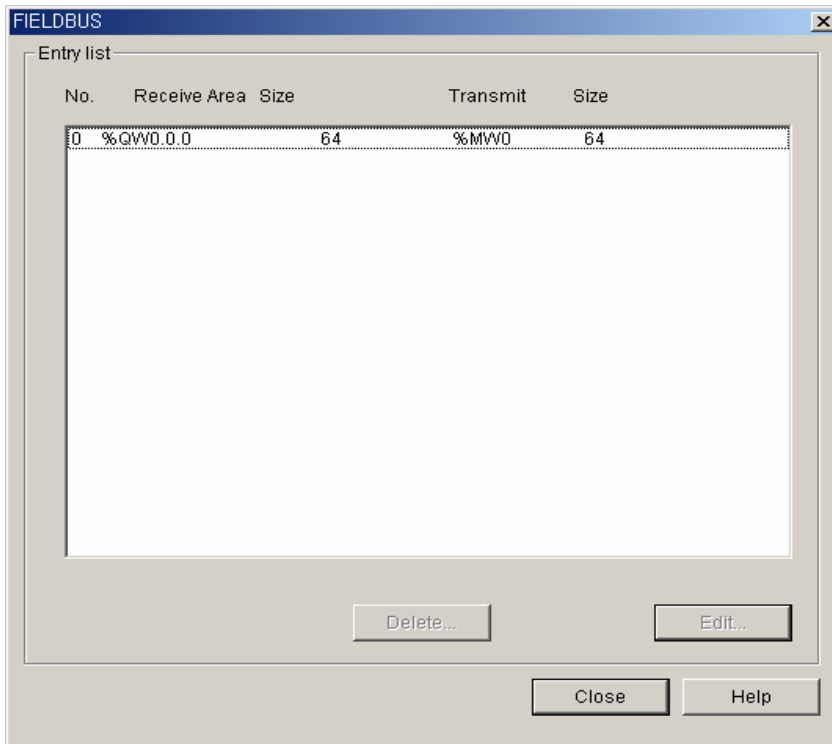 FIELDBUS
Entry list
No. Receive Area Size Transmit Size
0 %QW0.0.0 64 %MW0 64
Delete... Edit...
Close Help